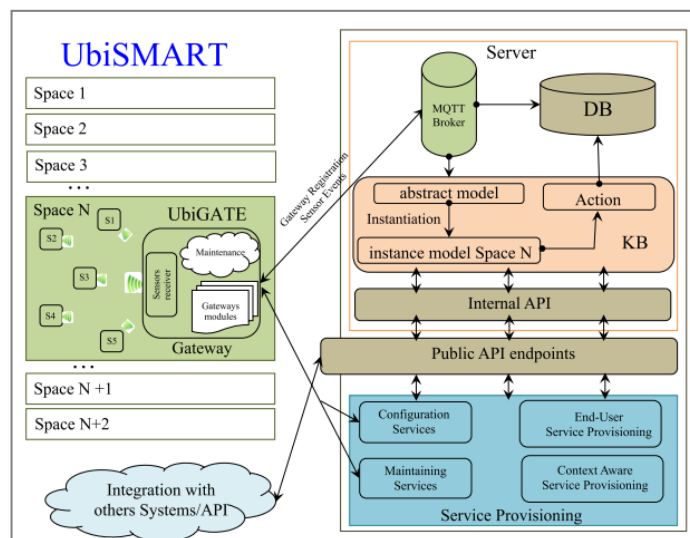 UbiSMART
Space 1
Space 2
Space 3
...
Space N
UbiGATE
S1
S2
S3
S4
S5
Sensors
receiver
Maintenance
Gateways
modules
Gateway
...
Space N +1
Space N+2
Integration with
others Systems/API
Gateway Registration
Sensor Events
Server
MQTT
Broker
DB
abstract model
Action
Instantiation
KB
instance model Space N
Internal API
Public API endpoints
Configuration
Services
End-User
Service Provisioning
Maintaining
Services
Context Aware
Service Provisioning
Service Provisioning